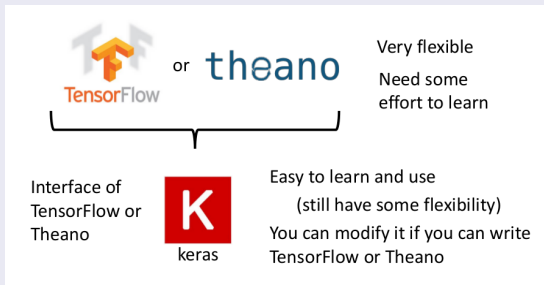 TensorFlow
or
theano
Very flexible
Need some
effort to learn
Interface of
TensorFlow or
Theano
K
keras
Easy to learn and use
(still have some flexibility)
You can modify it if you can write
TensorFlow or Theano